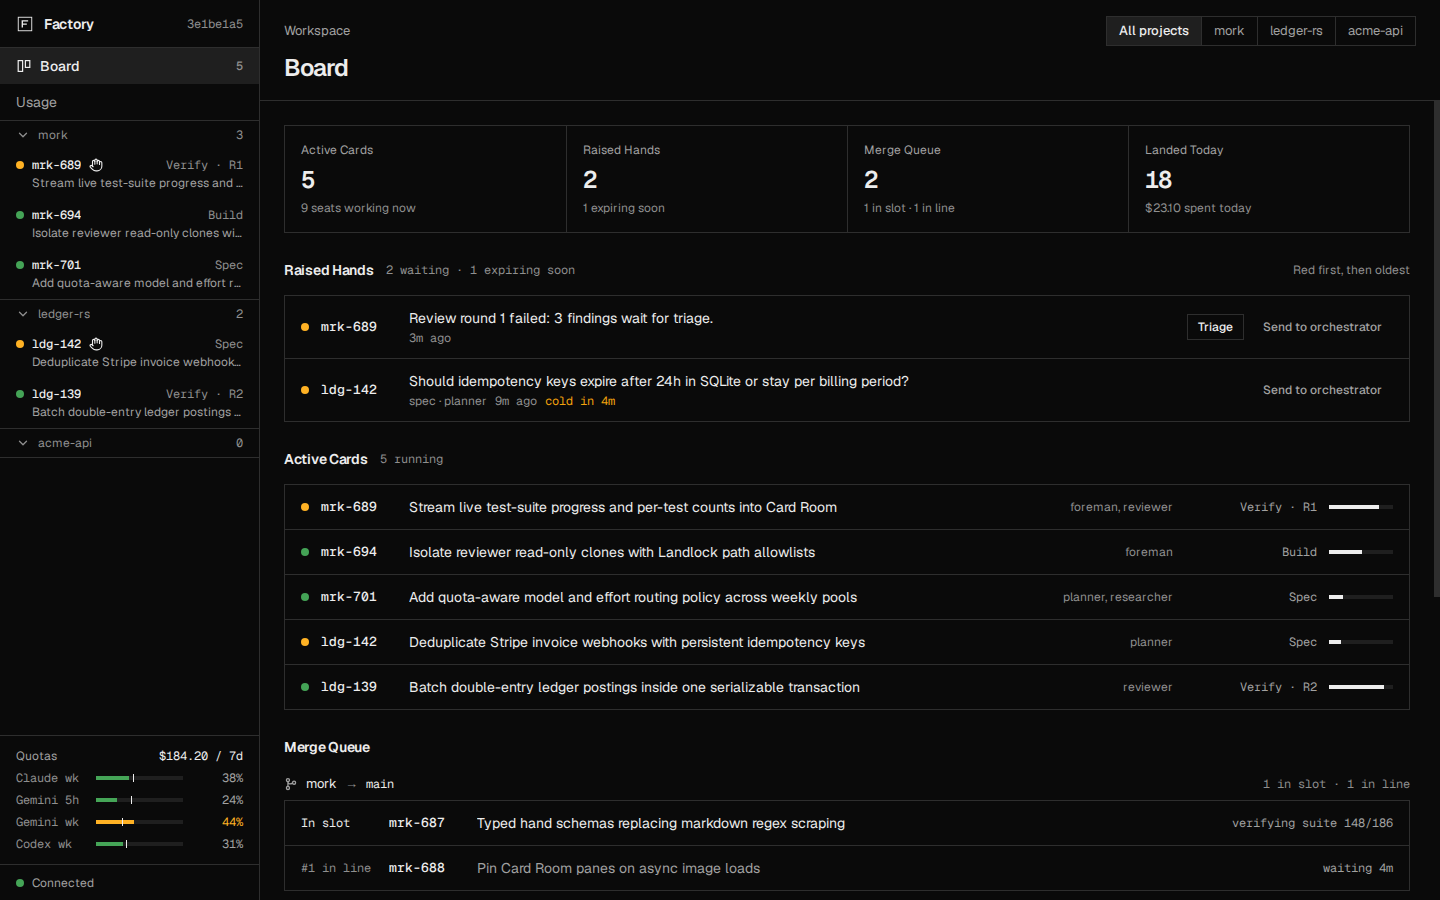 Factory 3e1be1a5
Board 5
Usage
mork 3
mrk-689 Verify · R1
Stream live test-suite progress and …
mrk-694 Build
Isolate reviewer read-only clones wi…
mrk-701 Spec
Add quota-aware model and effort r…
ledger-rs 2
ldg-142 Spec
Deduplicate Stripe invoice webhook…
ldg-139 Verify · R2
Batch double-entry ledger postings …
acme-api 0
Quotas $184.20 / 7d
Claude wk 38%
Gemini 5h 24%
Gemini wk 44%
Codex wk 31%
Connected
Workspace
All projects mork ledger-rs acme-api
Board
Active Cards
5
9 seats working now
Raised Hands
2
1 expiring soon
Merge Queue
2
1 in slot · 1 in line
Landed Today
18
$23.10 spent today
Raised Hands 2 waiting · 1 expiring soon Red first, then oldest
mrk-689 Review round 1 failed: 3 findings wait for triage. Triage Send to orchestrator
3m ago
ldg-142 Should idempotency keys expire after 24h in SQLite or stay per billing period? Send to orchestrator
spec · planner 9m ago cold in 4m
Active Cards 5 running
mrk-689 Stream live test-suite progress and per-test counts into Card Room foreman, reviewer Verify · R1
mrk-694 Isolate reviewer read-only clones with Landlock path allowlists foreman Build
mrk-701 Add quota-aware model and effort routing policy across weekly pools planner, researcher Spec
ldg-142 Deduplicate Stripe invoice webhooks with persistent idempotency keys planner Spec
ldg-139 Batch double-entry ledger postings inside one serializable transaction reviewer Verify · R2
Merge Queue
mork → main 1 in slot · 1 in line
In slot mrk-687 Typed hand schemas replacing markdown regex scraping verifying suite 148/186
#1 in line mrk-688 Pin Card Room panes on async image loads waiting 4m